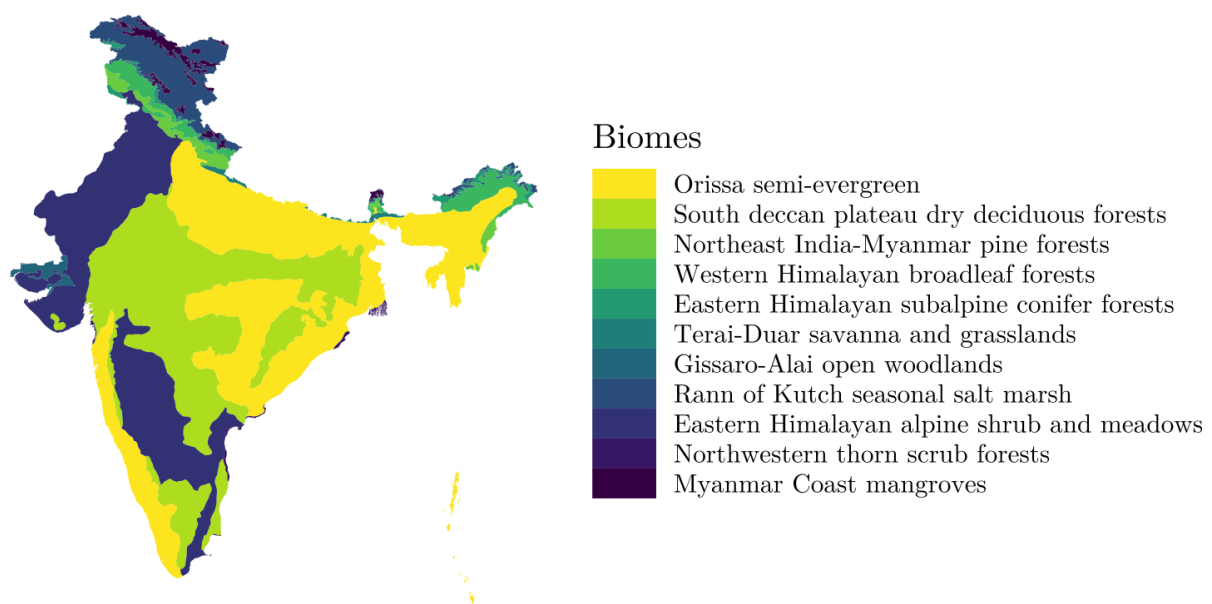 Biomes
Orissa semi-evergreen
South deccan plateau dry deciduous forests
Northeast India-Myanmar pine forests
Western Himalayan broadleaf forests
Eastern Himalayan subalpine conifer forests
Terai-Duar savanna and grasslands
Gissaro-Alai open woodlands
Rann of Kutch seasonal salt marsh
Eastern Himalayan alpine shrub and meadows
Northwestern thorn scrub forests
Myanmar Coast mangroves